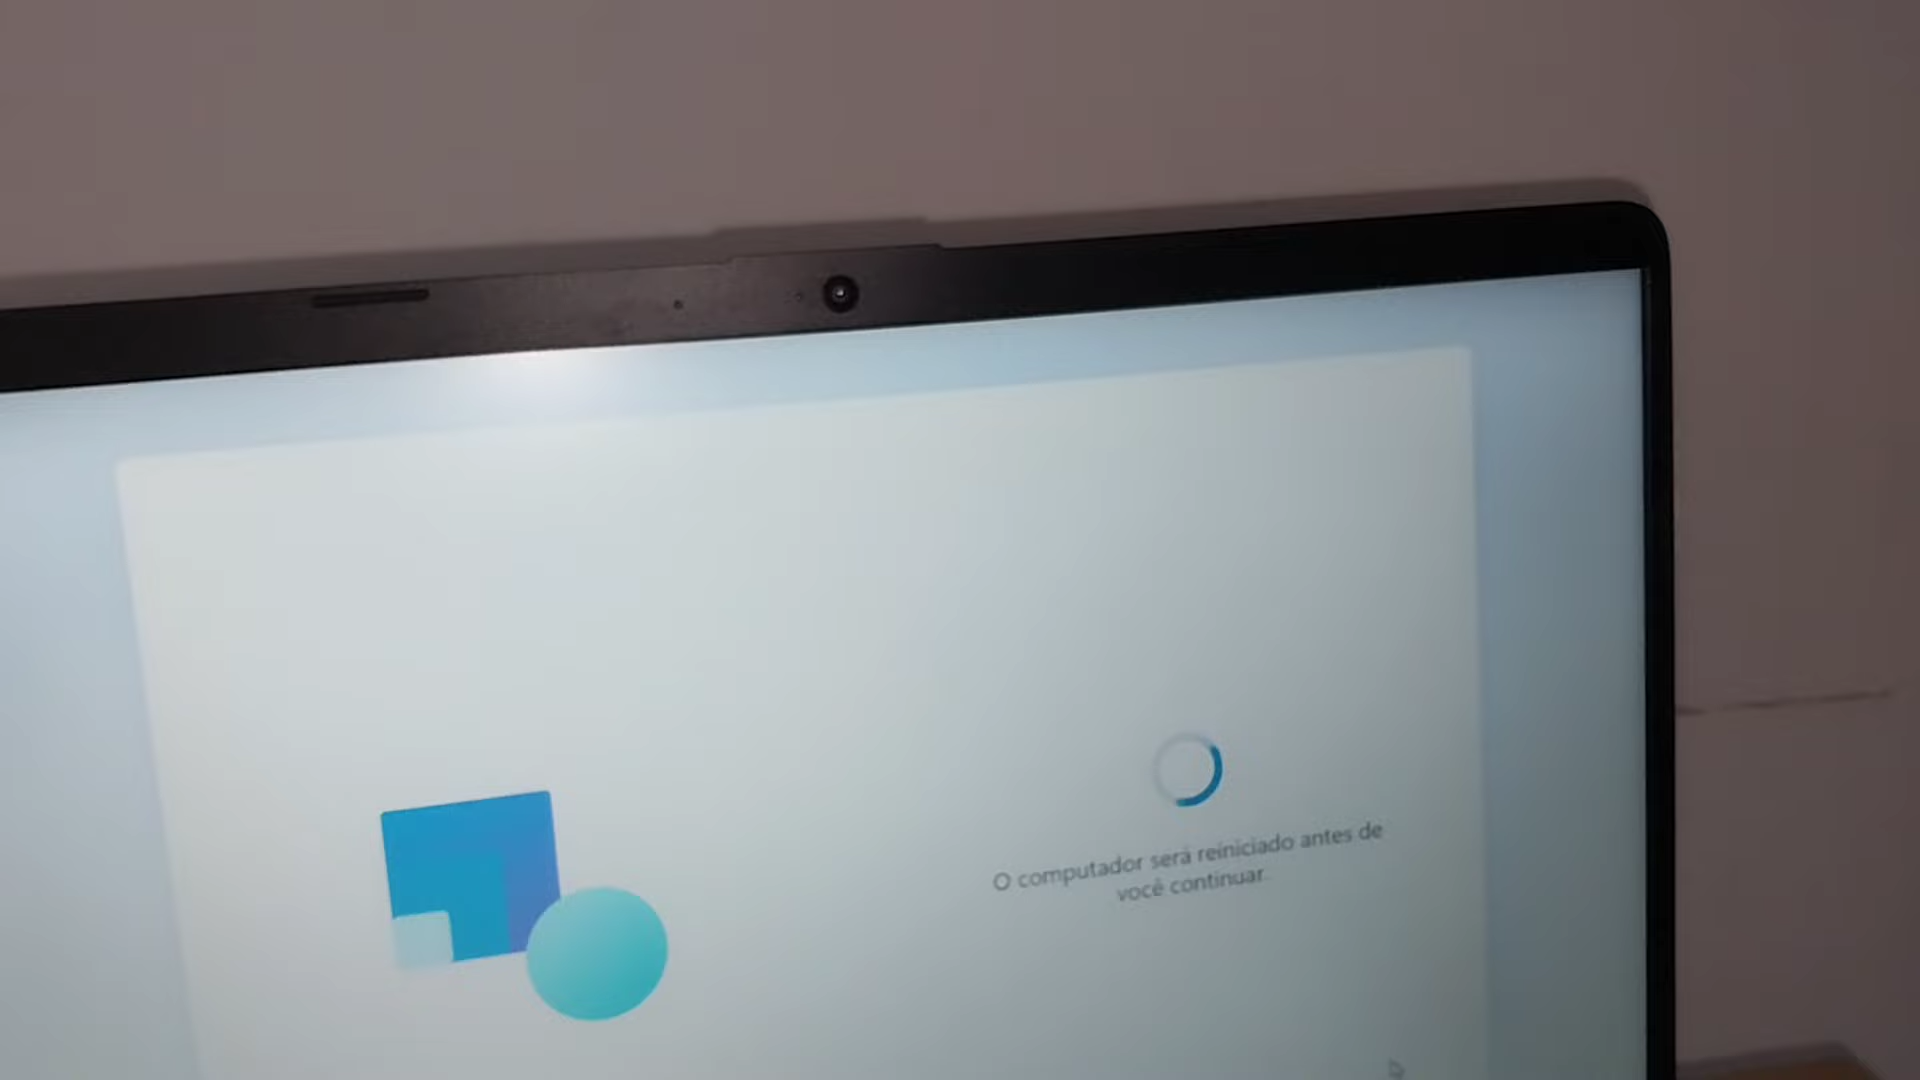 O computador será reiniciado antes de
você continuar.